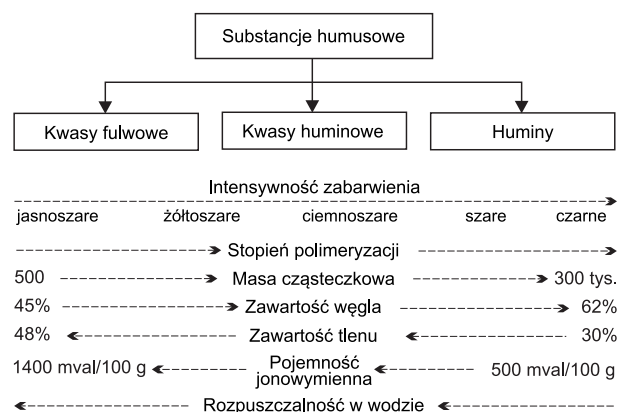 Substancje humusowe
Kwasy fulwowe Kwasy huminowe Huminy
Intensywność zabarwienia
jasnoszare żółtoszare ciemnoszare szare czarne
Stopień polimeryzacji
500 Masa cząsteczkowa 300 tys.
45% Zawartość węgla 62%
48% Zawartość tlenu 30%
1400 mval/100 g Pojemność jonowymienna 500 mval/100 g
Rozpuszczalność w wodzie